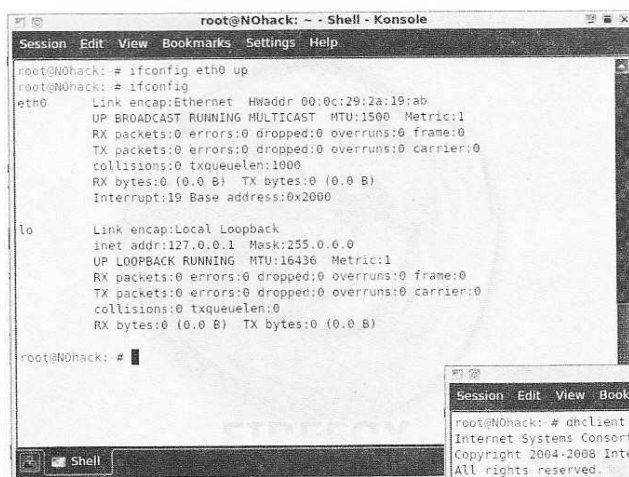 root@NOhack: ~ - Shell - Konsole
Session Edit View Bookmarks Settings Help
root@NOhack: # ifconfig eth0 up
root@NOhack: # ifconfig
eth0 Link encap:Ethernet HWaddr 00:0c:29:2a:19:ab
UP BROADCAST RUNNING MULTICAST MTU:1500 Metric:1
RX packets:0 errors:0 dropped:0 overruns:0 frame:0
TX packets:0 errors:0 dropped:0 overruns:0 carrier:0
collisions:0 txqueuelen:1000
RX bytes:0 (0.0 B) TX bytes:0 (0.0 B)
Interrupt:19 Base address:0x2000
lo Link encap:Local Loopback
inet addr:127.0.0.1 Mask:255.0.0.0
UP LOOPBACK RUNNING MTU:16436 Metric:1
RX packets:0 errors:0 dropped:0 overruns:0 frame:0
TX packets:0 errors:0 dropped:0 overruns:0 carrier:0
collisions:0 txqueuelen:0
RX bytes:0 (0.0 B) TX bytes:0 (0.0 B)
root@NOhack: ~#
Shell
Session Edit View Book
root@NOhack: # dhclient
Internet Systems Consort
Copyright 2004-2008 Inte
All rights reserved.